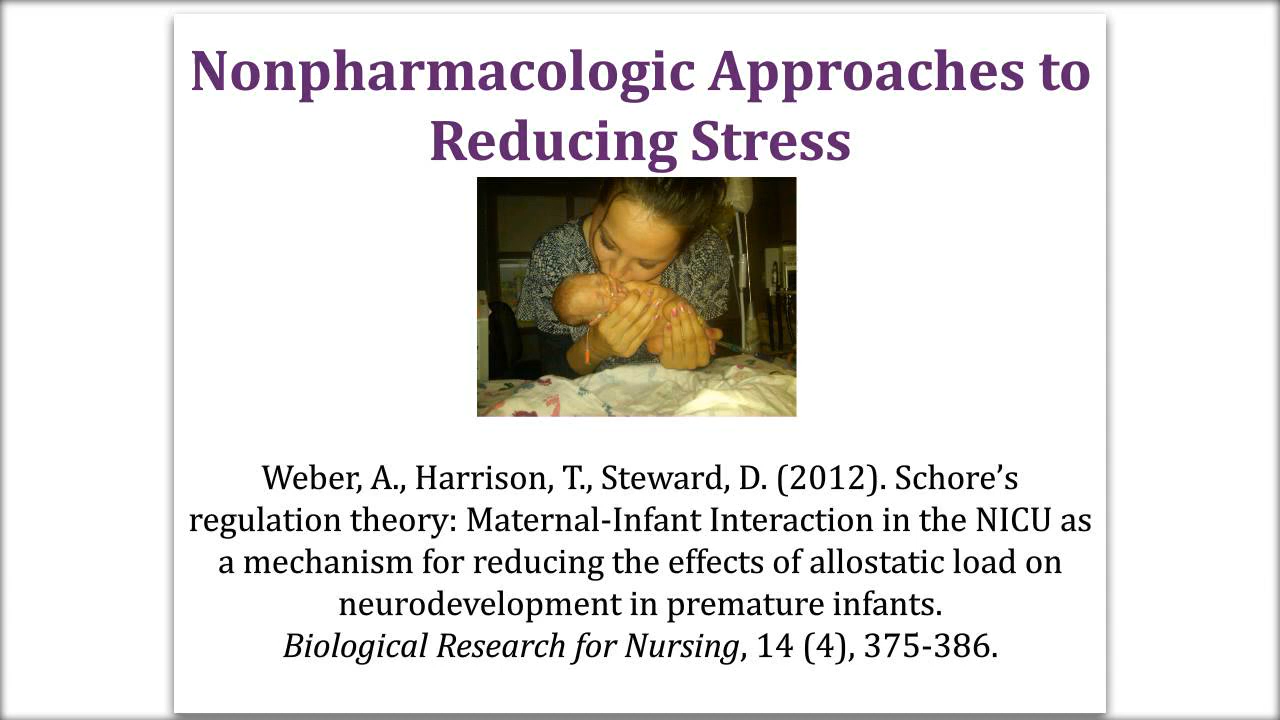 Nonpharmacologic Approaches to
Reducing Stress
Weber, A., Harrison, T., Steward, D. (2012). Schore’s
regulation theory: Maternal-Infant Interaction in the NICU as
a mechanism for reducing the effects of allostatic load on
neurodevelopment in premature infants.
Biological Research for Nursing, 14 (4), 375-386.